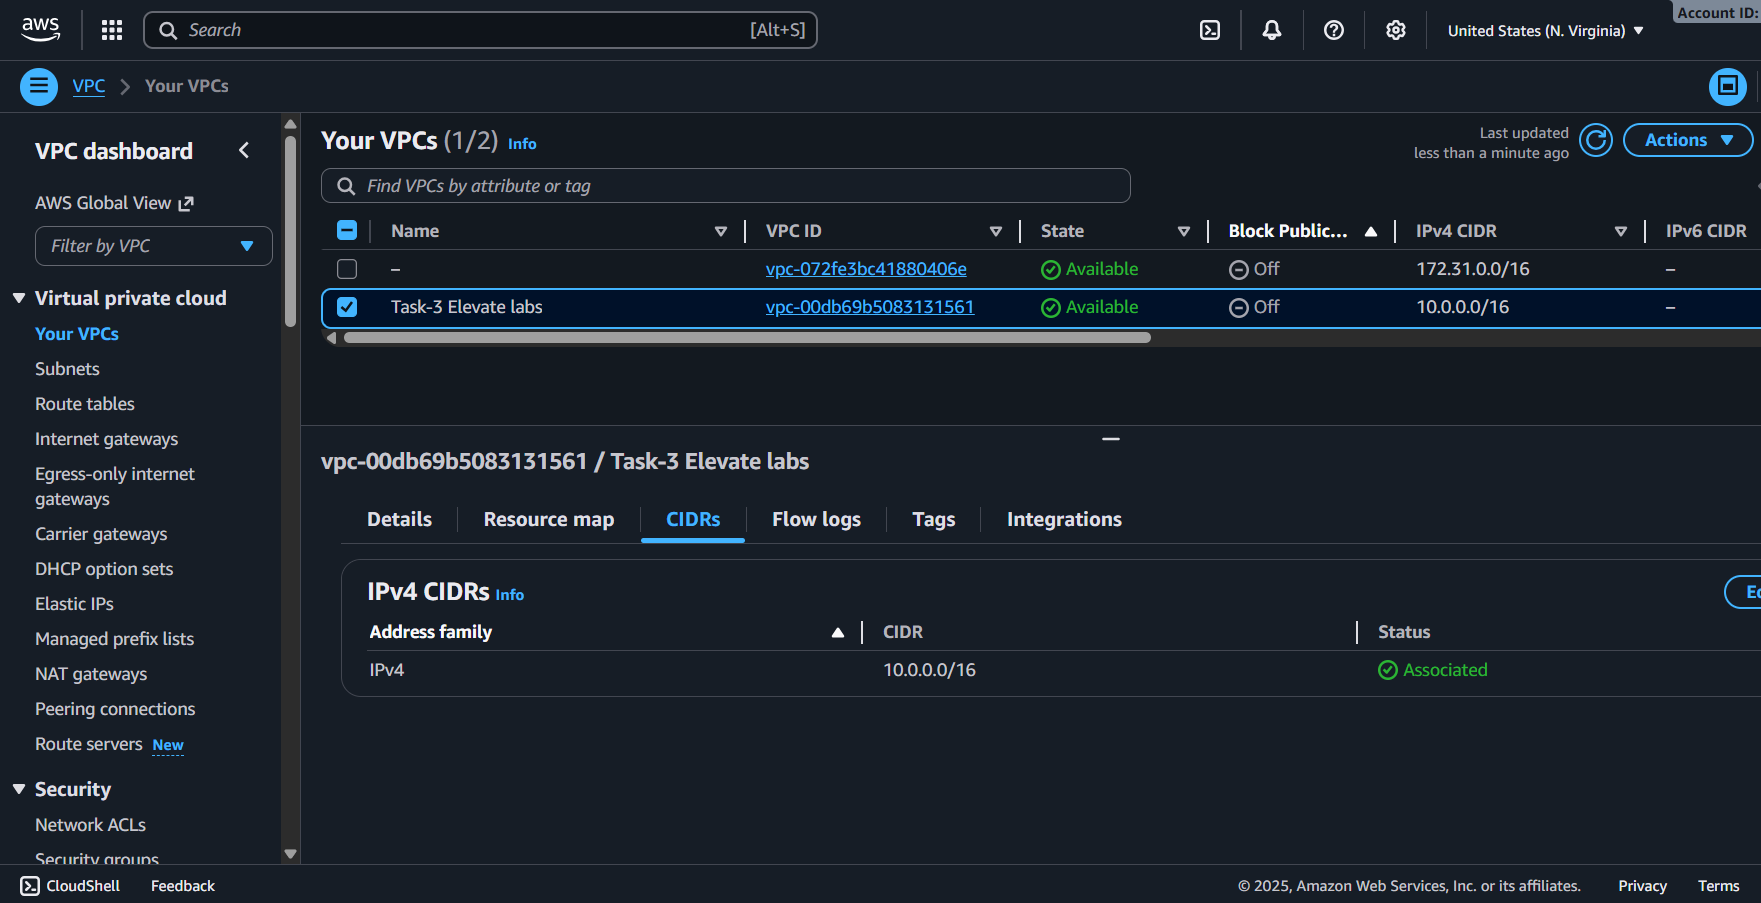 aws
Search [Alt+S]
United States (N. Virginia)
Account ID:
VPC
Your VPCs
VPC dashboard
AWS Global View
Filter by VPC
Virtual private cloud
Your VPCs
Subnets
Route tables
Internet gateways
Egress-only internet
gateways
Carrier gateways
DHCP option sets
Elastic IPs
Managed prefix lists
NAT gateways
Peering connections
Route servers New
Security
Network ACLs
Security groups
Your VPCs (1/2) Info
Last updated
less than a minute ago
Actions
Find VPCs by attribute or tag
Name VPC ID State Block Public... IPv4 CIDR IPv6 CIDR
– vpc-072fe3bc41880406e Available Off 172.31.0.0/16 –
Task-3 Elevate labs vpc-00db69b5083131561 Available Off 10.0.0.0/16 –
vpc-00db69b5083131561 / Task-3 Elevate labs
Details Resource map CIDRs Flow logs Tags Integrations
IPv4 CIDRs Info
Address family CIDR Status
IPv4 10.0.0.0/16 Associated
CloudShell Feedback © 2025, Amazon Web Services, Inc. or its affiliates. Privacy Terms